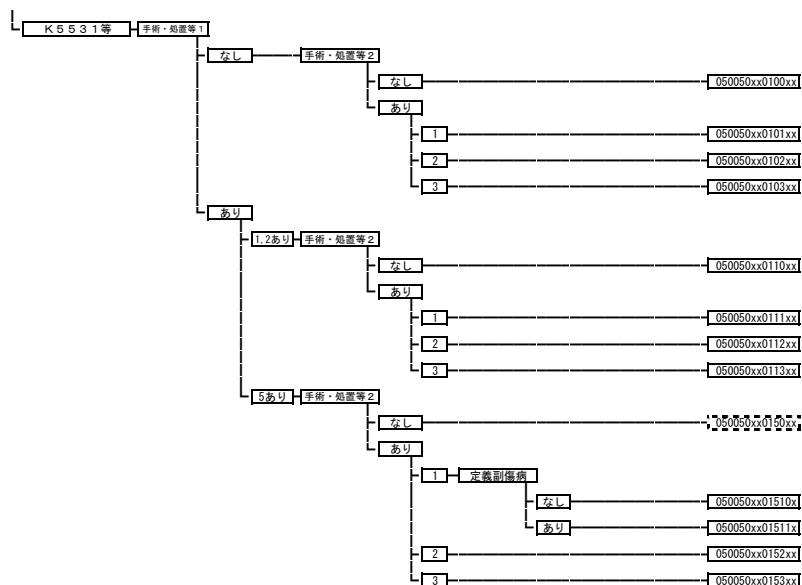 K5531等 手術・処置等1
なし 手術・処置等2
なし 050050xx0100xx
あり
1 050050xx0101xx
2 050050xx0102xx
3 050050xx0103xx
あり
1,2あり 手術・処置等2
なし 050050xx0110xx
あり
1 050050xx0111xx
2 050050xx0112xx
3 050050xx0113xx
5あり 手術・処置等2
なし 050050xx0150xx
あり
1 定義副傷病
なし 050050xx01510x
あり 050050xx01511x
2 050050xx0152xx
3 050050xx0153xx